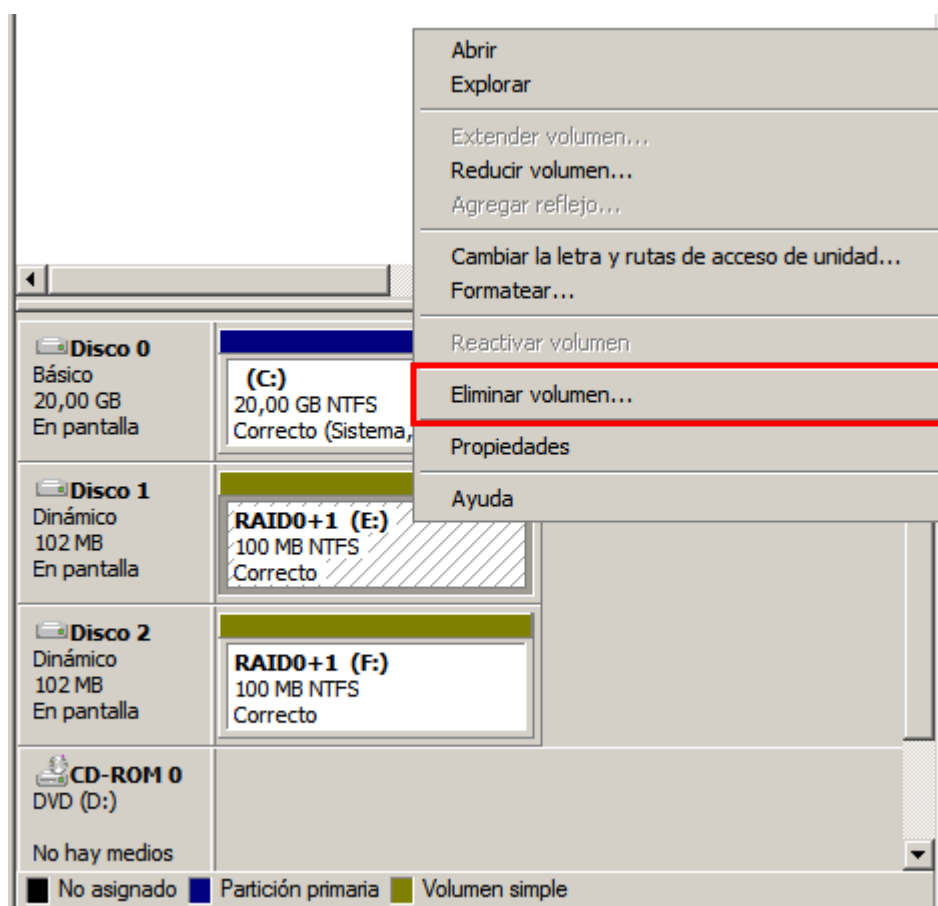 Abrir
Explorar
Extender volumen...
Reducir volumen...
Agregar reflejo...
Cambiar la letra y rutas de acceso de unidad...
Formatear...
Reactivar volumen
Eliminar volumen...
Propiedades
Ayuda
Disco 0
Básico
20,00 GB
En pantalla
(C:)
20,00 GB NTFS
Correcto (Sistema,
Disco 1
Dinámico
102 MB
En pantalla
RAID0+1 (E:)
100 MB NTFS
Correcto
Disco 2
Dinámico
102 MB
En pantalla
RAID0+1 (F:)
100 MB NTFS
Correcto
CD-ROM 0
DVD (D:)
No hay medios
No asignado Partición primaria Volumen simple